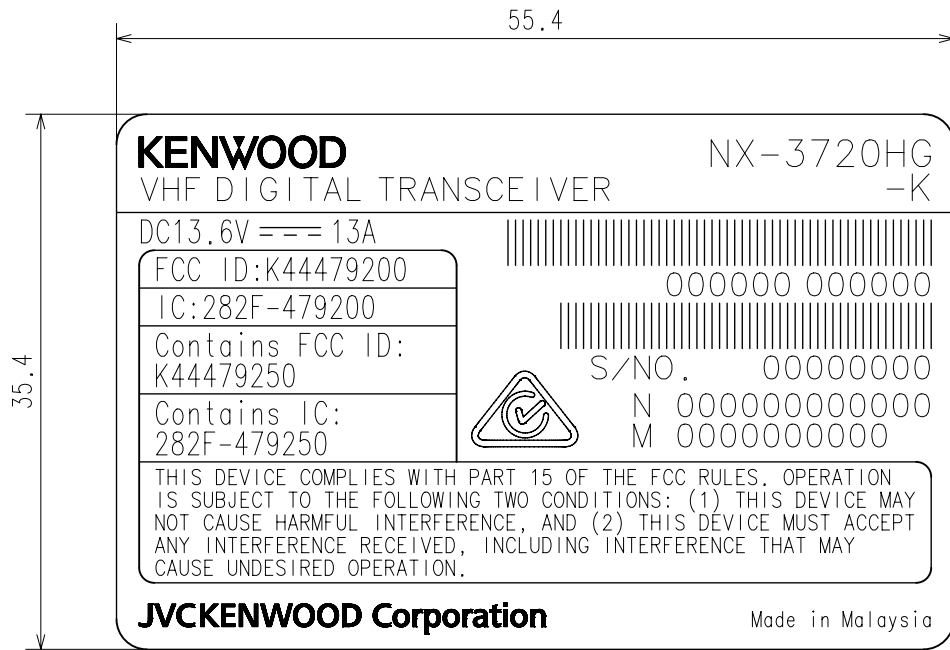 55.4
35.4
KENWOOD NX-3720HG
VHF DIGITAL TRANSCEIVER -K
DC13.6V 13A
FCC ID:K44479200
IC:282F-479200
Contains FCC ID:
K44479250
Contains IC:
282F-479250
000000 000000
S/NO. 00000000
N 000000000000
M 0000000000
THIS DEVICE COMPLIES WITH PART 15 OF THE FCC RULES. OPERATION
IS SUBJECT TO THE FOLLOWING TWO CONDITIONS: (1) THIS DEVICE MAY
NOT CAUSE HARMFUL INTERFERENCE, AND (2) THIS DEVICE MUST ACCEPT
ANY INTERFERENCE RECEIVED, INCLUDING INTERFERENCE THAT MAY
CAUSE UNDESIRED OPERATION.
JVCKENWOOD Corporation Made in Malaysia